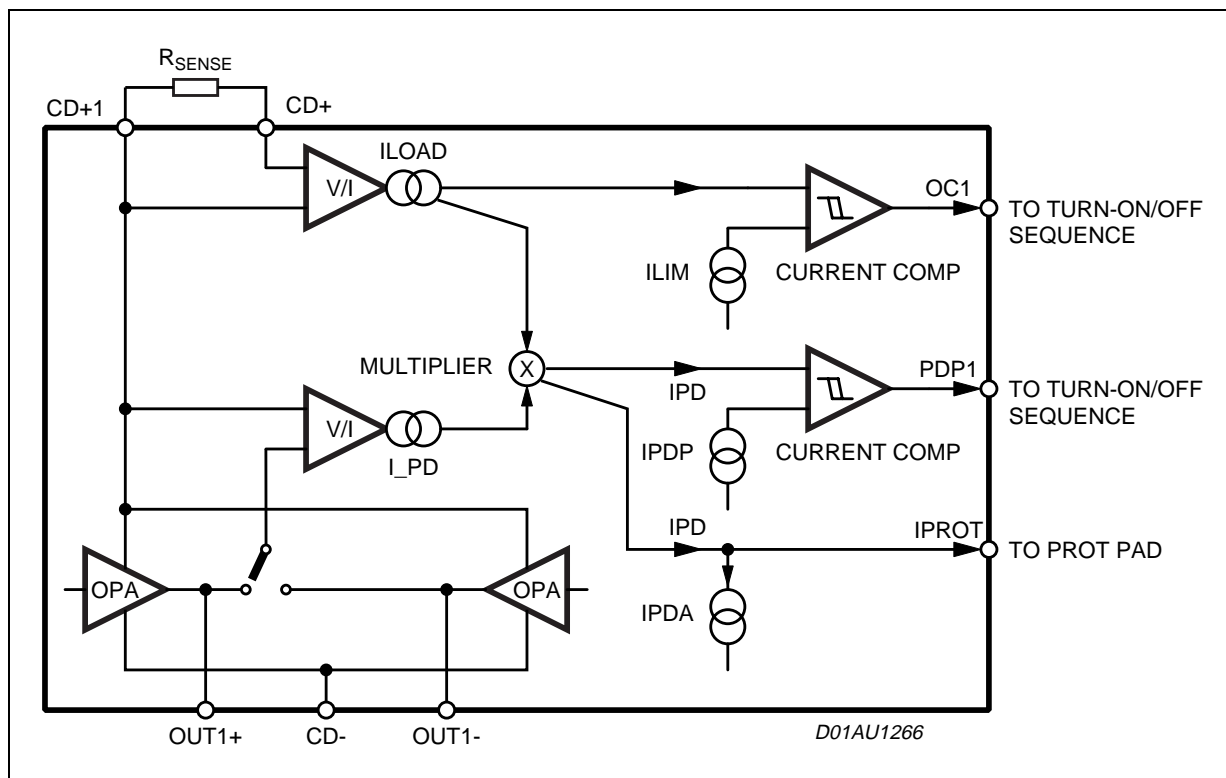 RSENSE
CD+1
CD+
ILOAD
V/I
OC1
TO TURN-ON/OFF
SEQUENCE
ILIM
CURRENT COMP
MULTIPLIER
X
IPD
PDP1
TO TURN-ON/OFF
SEQUENCE
V/I
I_PD
IPDP
CURRENT COMP
IPD
IPROT
TO PROT PAD
OPA
OPA
IPDA
OUT1+
CD-
OUT1-
D01AU1266